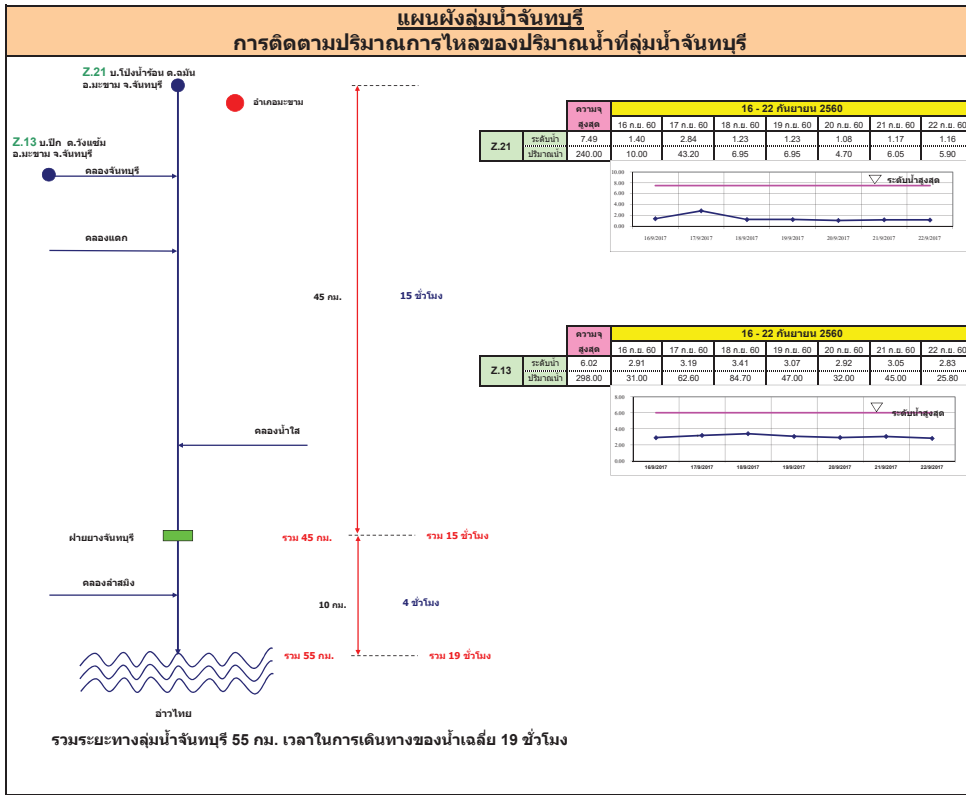 แผนผังลุ่มน้ำจันทบุรี
การติดตามปริมาณการไหลของปริมาณน้ำที่ลุ่มน้ำจันทบุรี
Z.21 บ.โป่งน้ำร้อน ต.ฉมัน
อ.มะขาม จ.จันทบุรี
อำเภอมะขาม
Z.13 บ.ปึก ต.วังแซ้ม
อ.มะขาม จ.จันทบุรี
คลองจันทบุรี
คลองแตก
45 กม.
15 ชั่วโมง
คลองน้ำใส
ฝายยางจันทบุรี
รวม 45 กม.
รวม 15 ชั่วโมง
คลองลำสมิง
10 กม.
4 ชั่วโมง
รวม 55 กม.
รวม 19 ชั่วโมง
อ่าวไทย
รวมระยะทางลุ่มน้ำจันทบุรี 55 กม. เวลาในการเดินทางของน้ำเฉลี่ย 19 ชั่วโมง
ความจุ 16 - 22 กันยายน 2560
สูงสุด 16 ก.ย. 60 17 ก.ย. 60 18 ก.ย. 60 19 ก.ย. 60 20 ก.ย. 60 21 ก.ย. 60 22 ก.ย. 60
Z.21
ระดับน้ำ 7.49 1.40 2.84 1.23 1.23 1.08 1.17 1.16
ปริมาณน้ำ 240.00 10.00 43.20 6.95 6.95 4.70 6.05 5.90
ระดับน้ำสูงสุด
10.00
8.00
6.00
4.00
2.00
0.00
16/9/2017 17/9/2017 18/9/2017 19/9/2017 20/9/2017 21/9/2017 22/9/2017
ความจุ 16 - 22 กันยายน 2560
สูงสุด 16 ก.ย. 60 17 ก.ย. 60 18 ก.ย. 60 19 ก.ย. 60 20 ก.ย. 60 21 ก.ย. 60 22 ก.ย. 60
Z.13
ระดับน้ำ 6.02 2.91 3.19 3.41 3.07 2.92 3.05 2.83
ปริมาณน้ำ 298.00 31.00 62.60 84.70 47.00 32.00 45.00 25.80
ระดับน้ำสูงสุด
8.00
6.00
4.00
2.00
0.00
16/9/2017 17/9/2017 18/9/2017 19/9/2017 20/9/2017 21/9/2017 22/9/2017